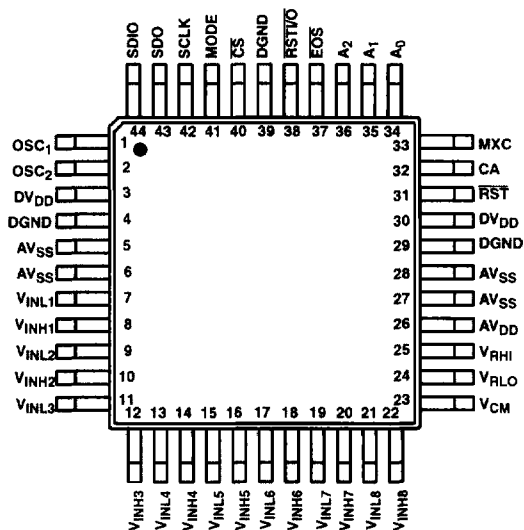 SDIO
SDO
SCLK
MODE
CS
DGND
RSTI/O
EOS
A2
A1
A0
44 43 42 41 40 39 38 37 36 35 34
OSC1 1
OSC2 2
DVDD 3
DGND 4
AVSS 5
AVSS 6
VINL1 7
VINH1 8
VINL2 9
VINH2 10
VINL3 11
33 MXC
32 CA
31 RST
30 DVDD
29 DGND
28 AVSS
27 AVSS
26 AVDD
25 VRHI
24 VRLO
23 VCM
12 13 14 15 16 17 18 19 20 21 22
VINH3
VINL4
VINH4
VINL5
VINH5
VINL6
VINH6
VINL7
VINH7
VINL8
VINH8